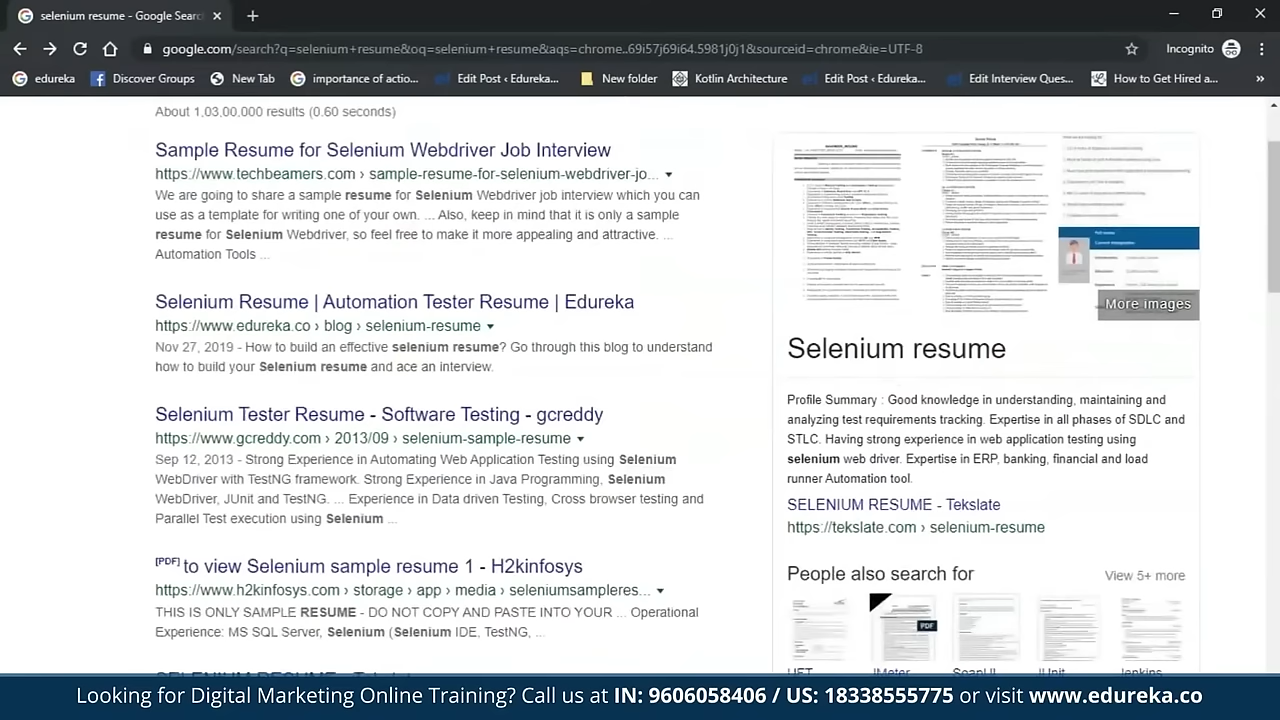 selenium resume - Google Sear
google.com/search?q=selenium+resume&oq=selenium+resume&aqs=chrome..69i57j69i64.5981j0j1&sourceid=chrome&ie=UTF-8
Incognito
edureka
Discover Groups
New Tab
importance of actio...
Edit Post ‹ Edureka...
New folder
Kotlin Architecture
Edit Post ‹ Edureka...
Edit Interview Ques...
How to Get Hired a...
»
About 1,03,00,000 results (0.60 seconds)
Sample Resume for Selenium Webdriver Job Interview
https://www.
sample-resume-for-selenium-webdriver-jo...
We are going
Selenium Webdriver job interview which you can
use as a template
ning one of your own. ... Also, keep in mind that it is only a sample
resume for Selenium Webdriver, so feel free to make it more appealing and attractive. ...
Automation Tools
Selenium Resume | Automation Tester Resume | Edureka
https://www.edureka.co › blog › selenium-resume
Nov 27, 2019 - How to build an effective selenium resume? Go through this blog to understand
how to build your Selenium resume and ace an interview.
Selenium Tester Resume - Software Testing - gcreddy
https://www.gcreddy.com › 2013/09 › selenium-sample-resume
Sep 12, 2013 - Strong Experience in Automating Web Application Testing using Selenium
WebDriver with TestNG framework. Strong Experience in Java Programming, Selenium
WebDriver, JUnit and TestNG. ... Experience in Data driven Testing, Cross browser testing and
Parallel Test execution using Selenium ...
[PDF] to view Selenium sample resume 1 - H2kinfosys
https://www.h2kinfosys.com › storage › app › media › seleniumsampleres...
THIS IS ONLY SAMPLE RESUME - DO NOT COPY AND PASTE INTO YOUR ... Operational
Experience: MS SQL Server, Selenium (Selenium IDE, TestNG, ...
More images
Selenium resume
Profile Summary : Good knowledge in understanding, maintaining and
analyzing test requirements tracking. Expertise in all phases of SDLC and
STLC. Having strong experience in web application testing using
selenium web driver. Expertise in ERP, banking, financial and load
runner Automation tool.
SELENIUM RESUME - Tekslate
https://tekslate.com › selenium-resume
People also search for
View 5+ more
PDF
UFT
JMeter
SoapUI
JUnit
Jenkins
Looking for Digital Marketing Online Training? Call us at IN: 9606058406 / US: 18338555775 or visit www.edureka.co